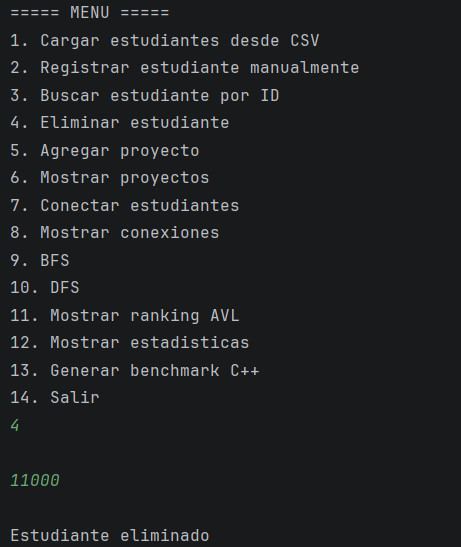 ===== MENU =====
1. Cargar estudiantes desde CSV
2. Registrar estudiante manualmente
3. Buscar estudiante por ID
4. Eliminar estudiante
5. Agregar proyecto
6. Mostrar proyectos
7. Conectar estudiantes
8. Mostrar conexiones
9. BFS
10. DFS
11. Mostrar ranking AVL
12. Mostrar estadisticas
13. Generar benchmark C++
14. Salir
4
11000
Estudiante eliminado